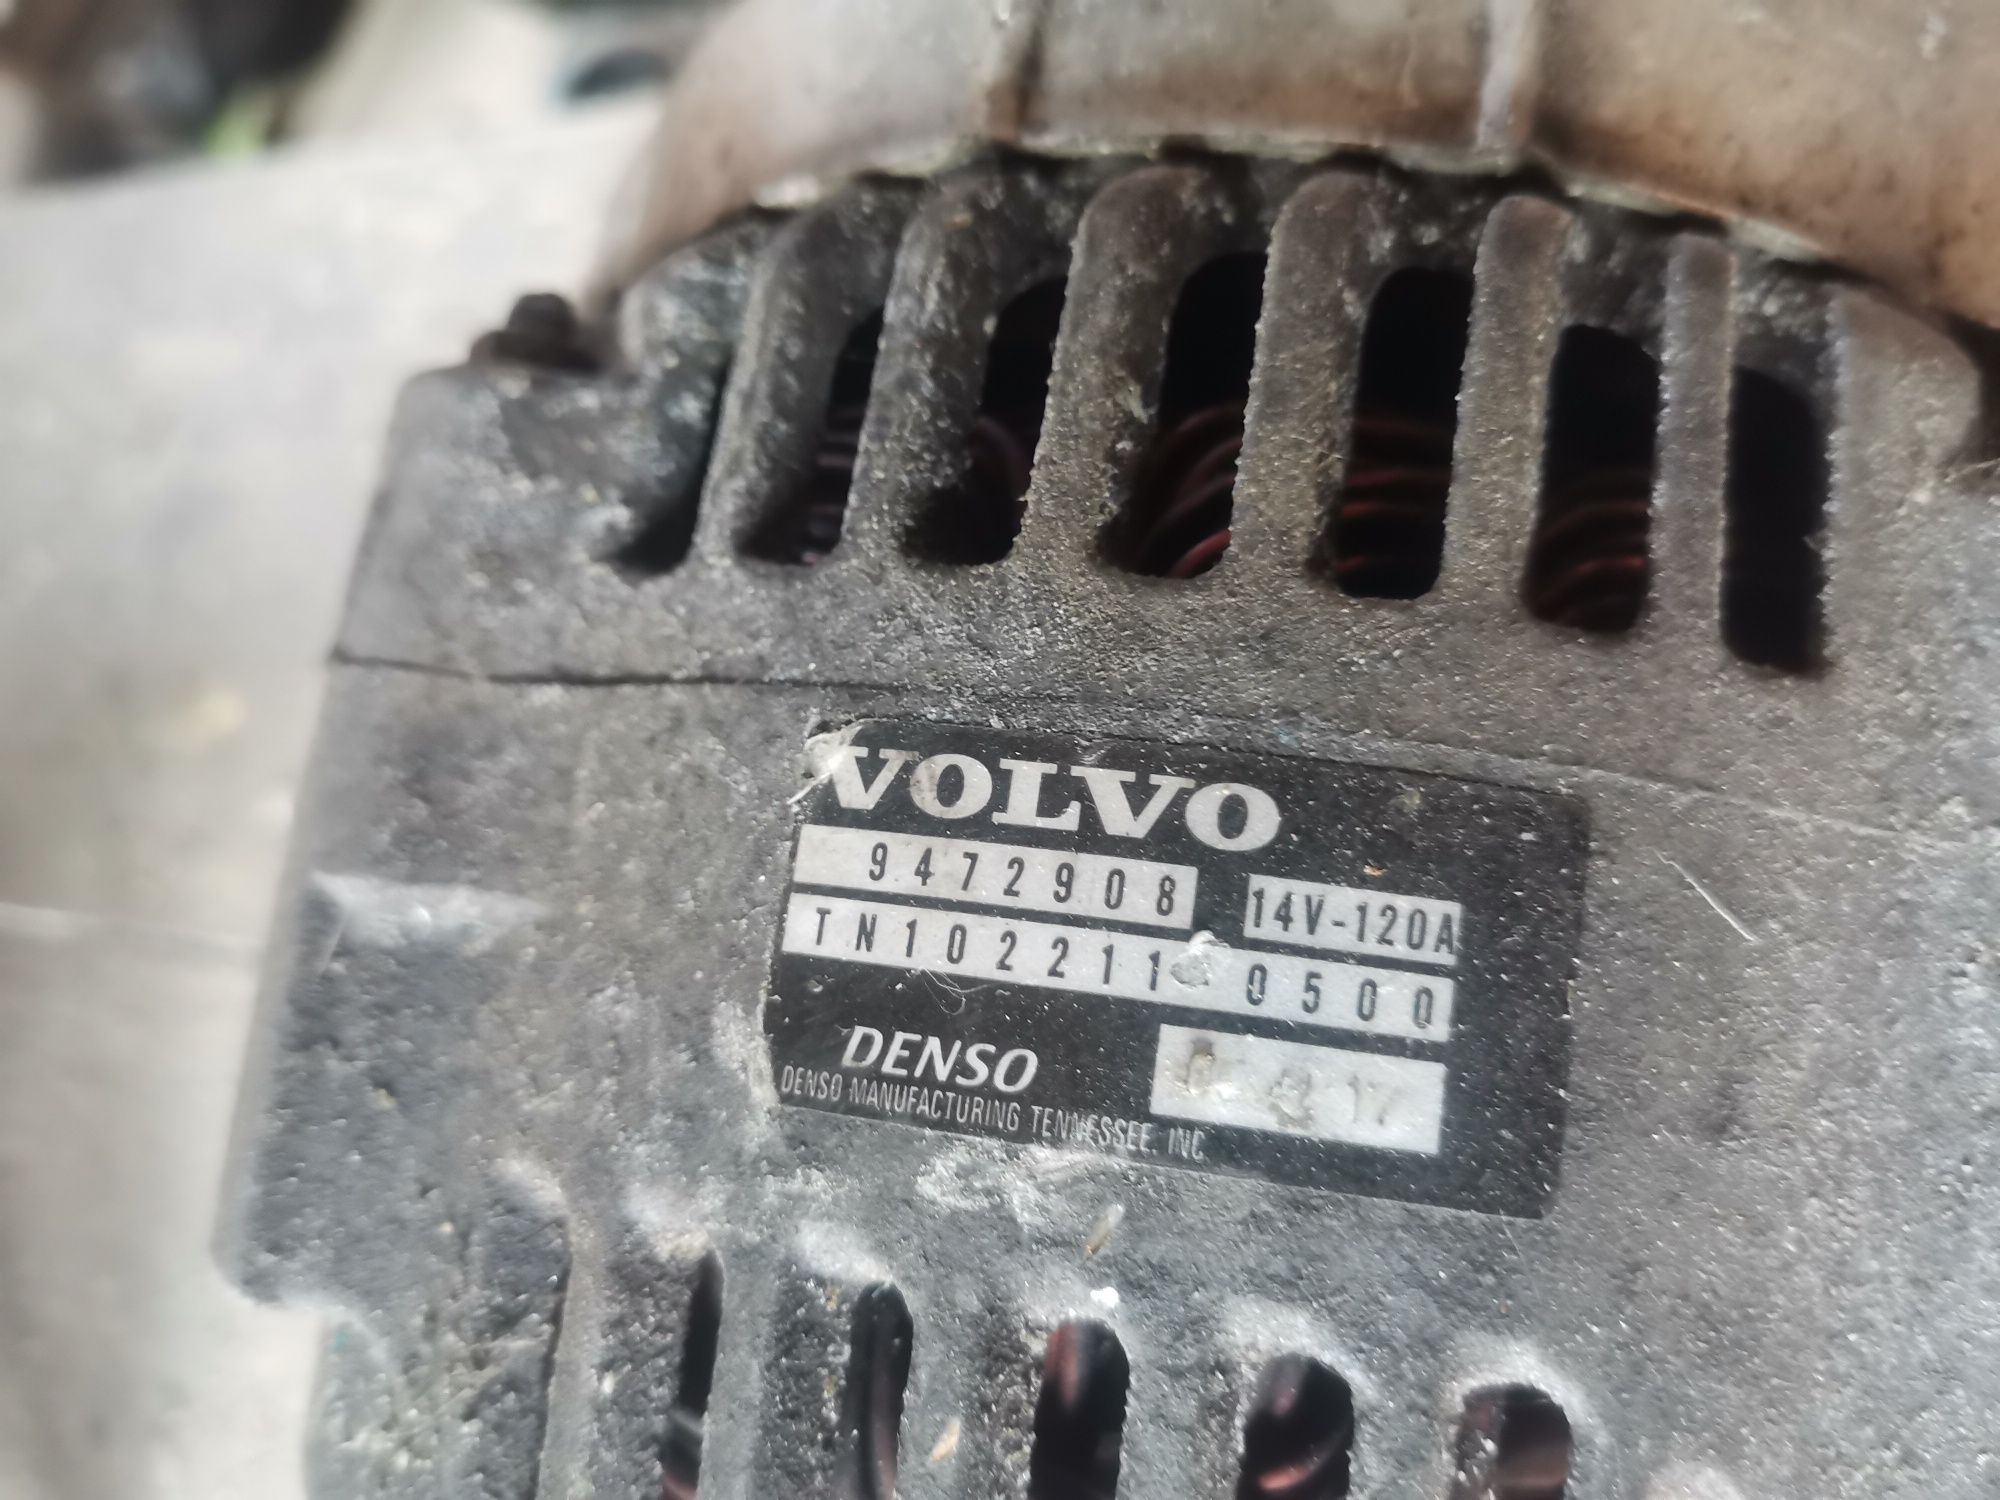 VOLVO
9472908 14V-120A
TN102211 0500
DENSO
DENSO MANUFACTURING TENNESSEE. INC